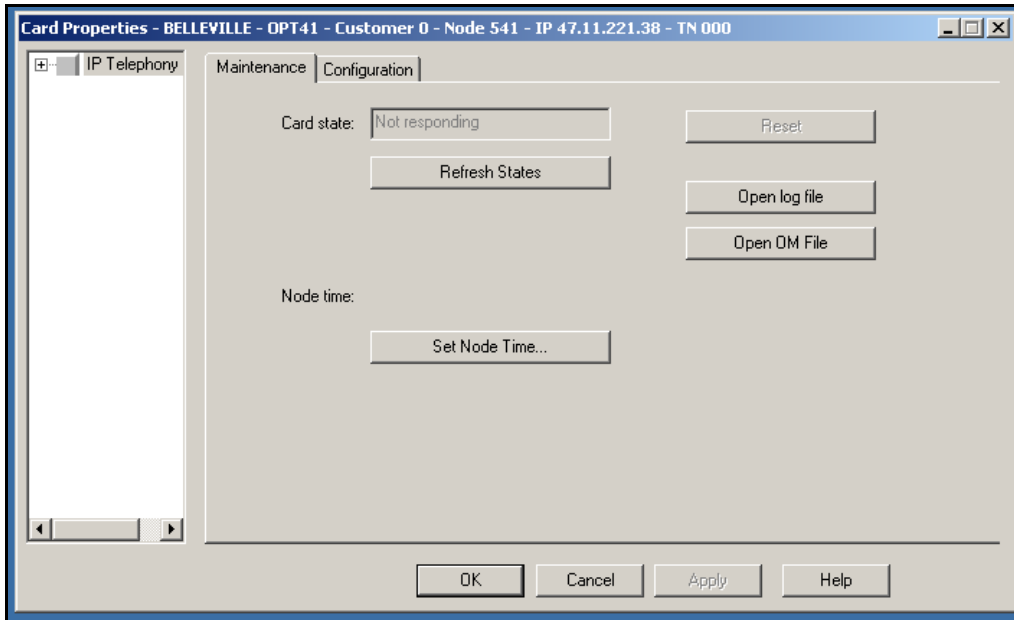 Card Properties - BELLEVILLE - OPT41 - Customer 0 - Node 541 - IP 47.11.221.38 - TN 000
IP Telephony
Maintenance
Configuration
Card state:
Not responding
Reset
Refresh States
Open log file
Open OM File
Node time:
Set Node Time...
OK
Cancel
Apply
Help